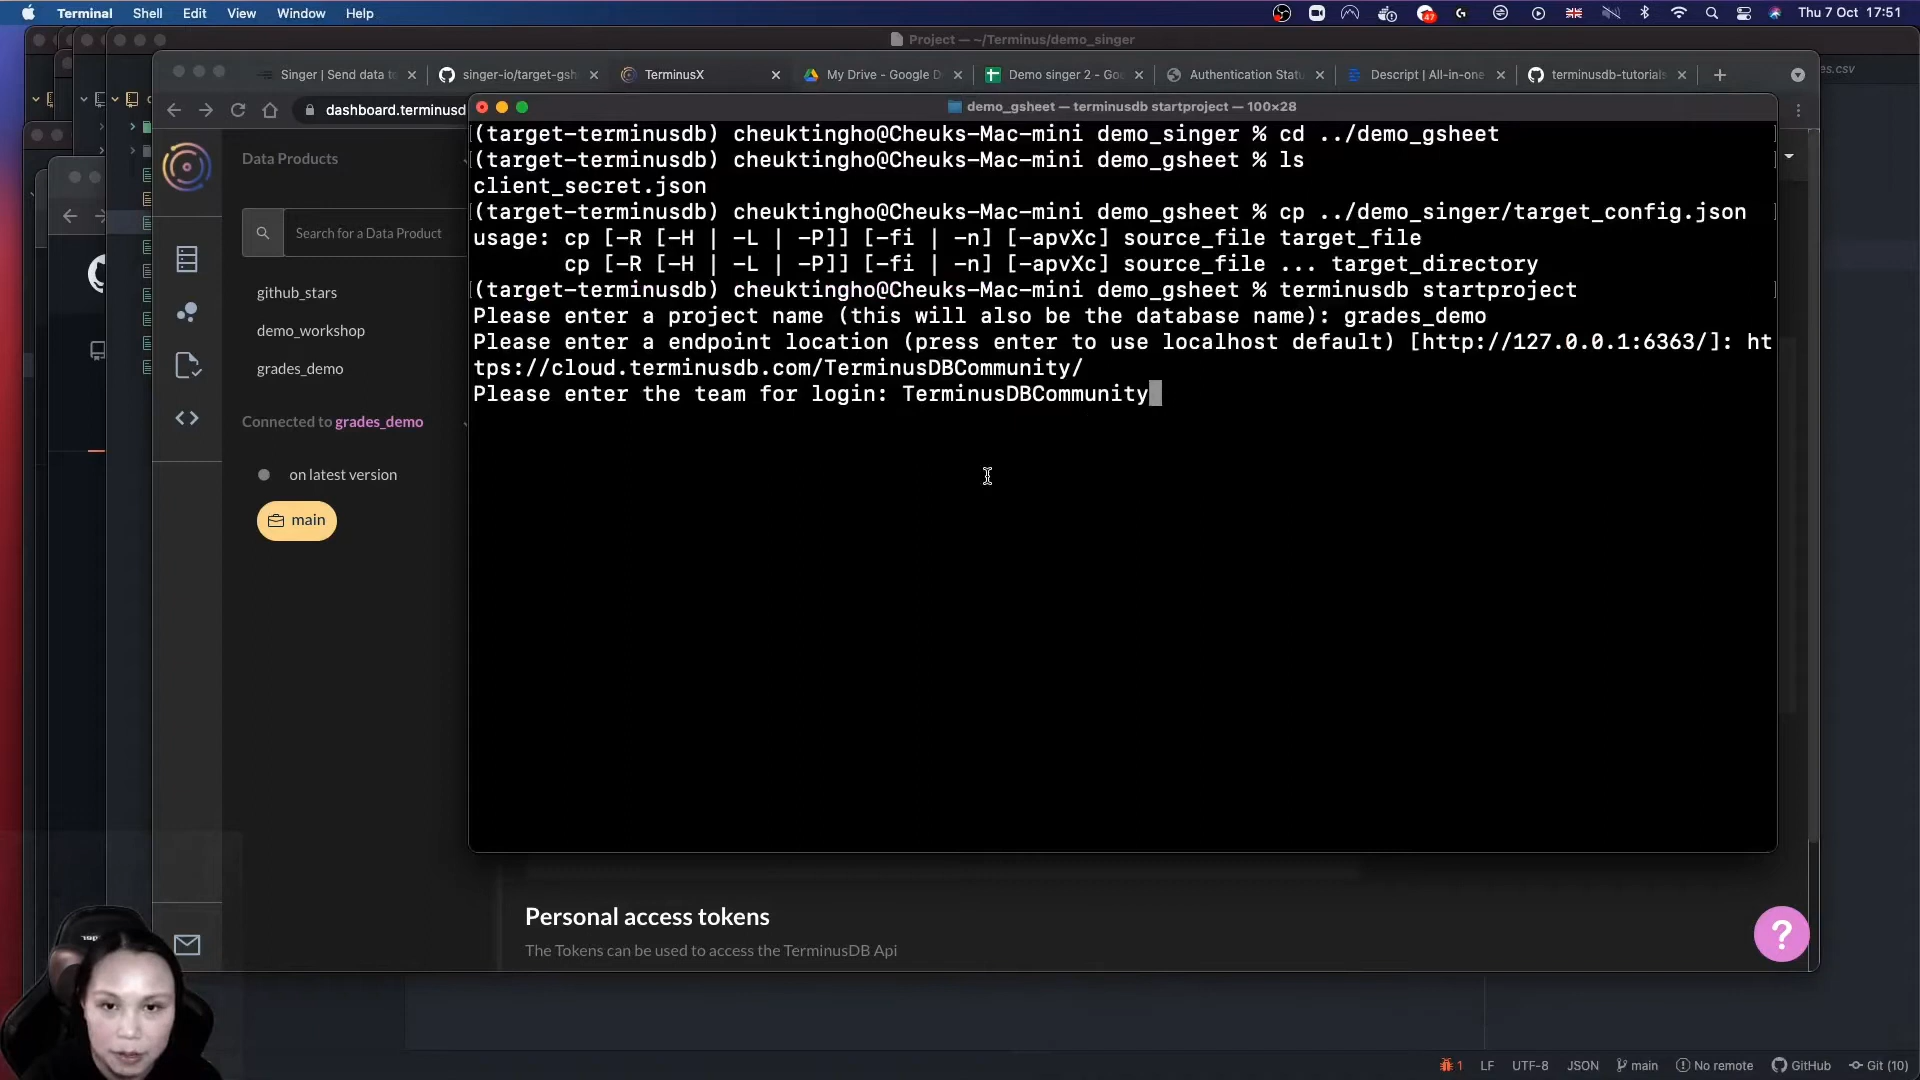 Terminal Shell Edit View Window Help
47
Thu 7 Oct 17:51
Project — ~/Terminus/demo_singer
Singer | Send data to
singer-io/target-gsh
TerminusX
My Drive - Google D
Demo singer 2 - Goo
Authentication Statu
Descript | All-in-one
terminusdb-tutorials
es.csv
dashboard.terminusd
demo_gsheet — terminusdb startproject — 100×28
(target-terminusdb) cheuktingho@Cheuks-Mac-mini demo_singer % cd ../demo_gsheet
(target-terminusdb) cheuktingho@Cheuks-Mac-mini demo_gsheet % ls
client_secret.json
(target-terminusdb) cheuktingho@Cheuks-Mac-mini demo_gsheet % cp ../demo_singer/target_config.json
usage: cp [-R [-H | -L | -P]] [-fi | -n] [-apvXc] source_file target_file
cp [-R [-H | -L | -P]] [-fi | -n] [-apvXc] source_file ... target_directory
(target-terminusdb) cheuktingho@Cheuks-Mac-mini demo_gsheet % terminusdb startproject
Please enter a project name (this will also be the database name): grades_demo
Please enter a endpoint location (press enter to use localhost default) [http://127.0.0.1:6363/]: ht
tps://cloud.terminusdb.com/TerminusDBCommunity/
Please enter the team for login: TerminusDBCommunity
Data Products
Search for a Data Product
github_stars
demo_workshop
grades_demo
Connected to grades_demo
on latest version
main
Personal access tokens
The Tokens can be used to access the TerminusDB Api
?
1 LF UTF-8 JSON main No remote GitHub Git (10)